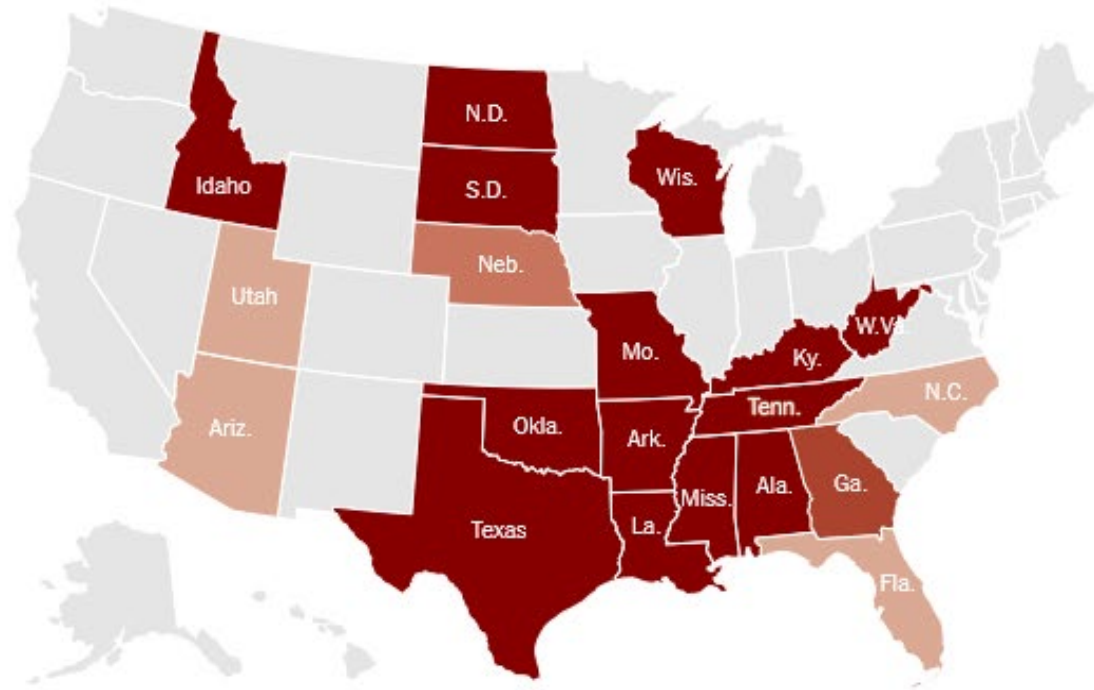 N.D.
Idaho
S.D.
Wis.
Neb.
Utah
W.Va.
Mo.
Ky.
N.C.
Tenn.
Ariz.
Okla.
Ark.
Miss.
Ala.
Ga.
Texas
La.
Fla.